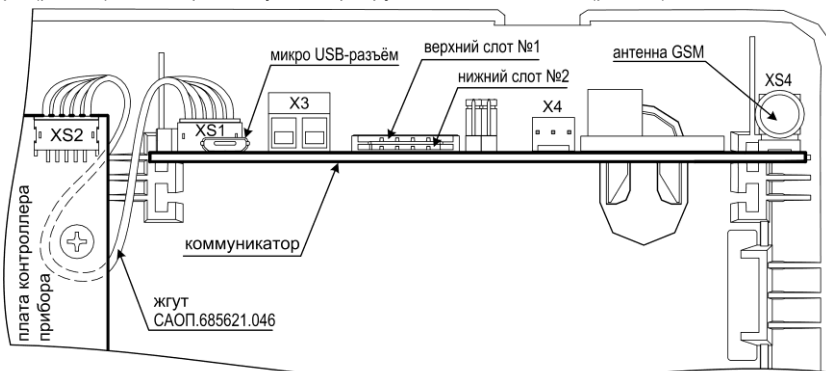 верхний слот №1
антенна GSM
микро USB-разъём
нижний слот №2
XS4
X3
X4
XS2
XS1
коммуникатор
плата контроллера
прибора
жгут
САОП.685621.046